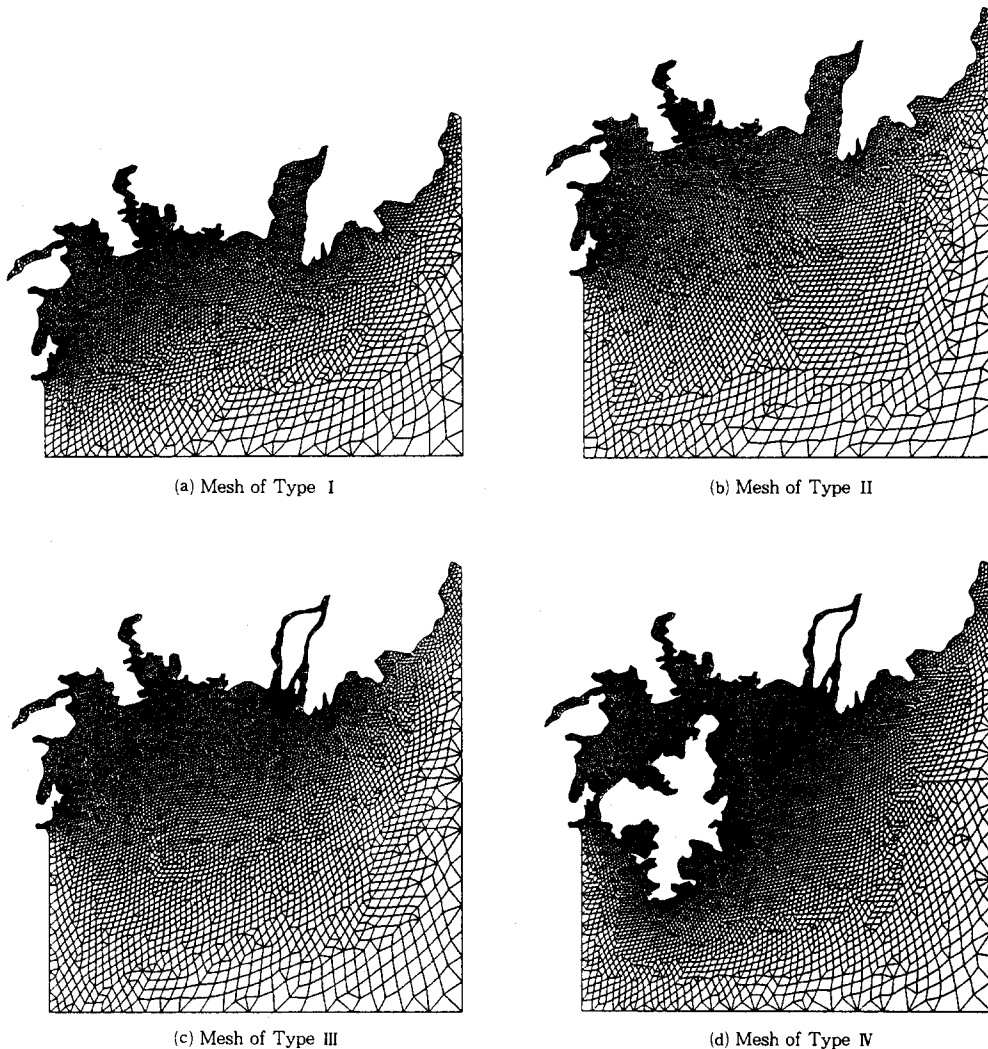 (a) Mesh of Type Ⅰ
(b) Mesh of Type Ⅱ
(c) Mesh of Type Ⅲ
(d) Mesh of Type Ⅳ